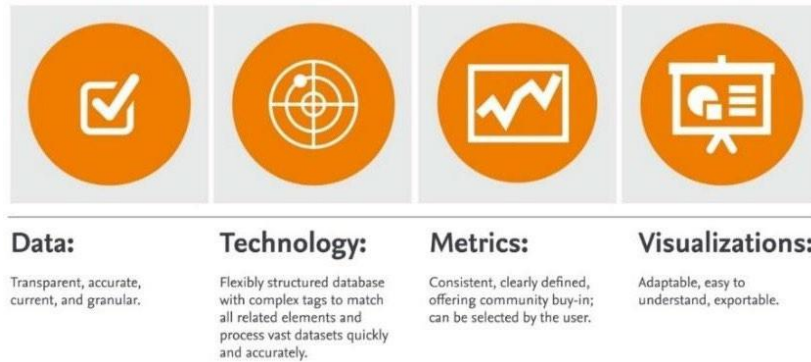 Data:
Transparent, accurate,
current, and granular.
Technology:
Flexibly structured database
with complex tags to match
all related elements and
process vast datasets quickly
and accurately.
Metrics:
Consistent, clearly defined,
offering community buy-in;
can be selected by the user.
Visualizations:
Adaptable, easy to
understand, exportable.